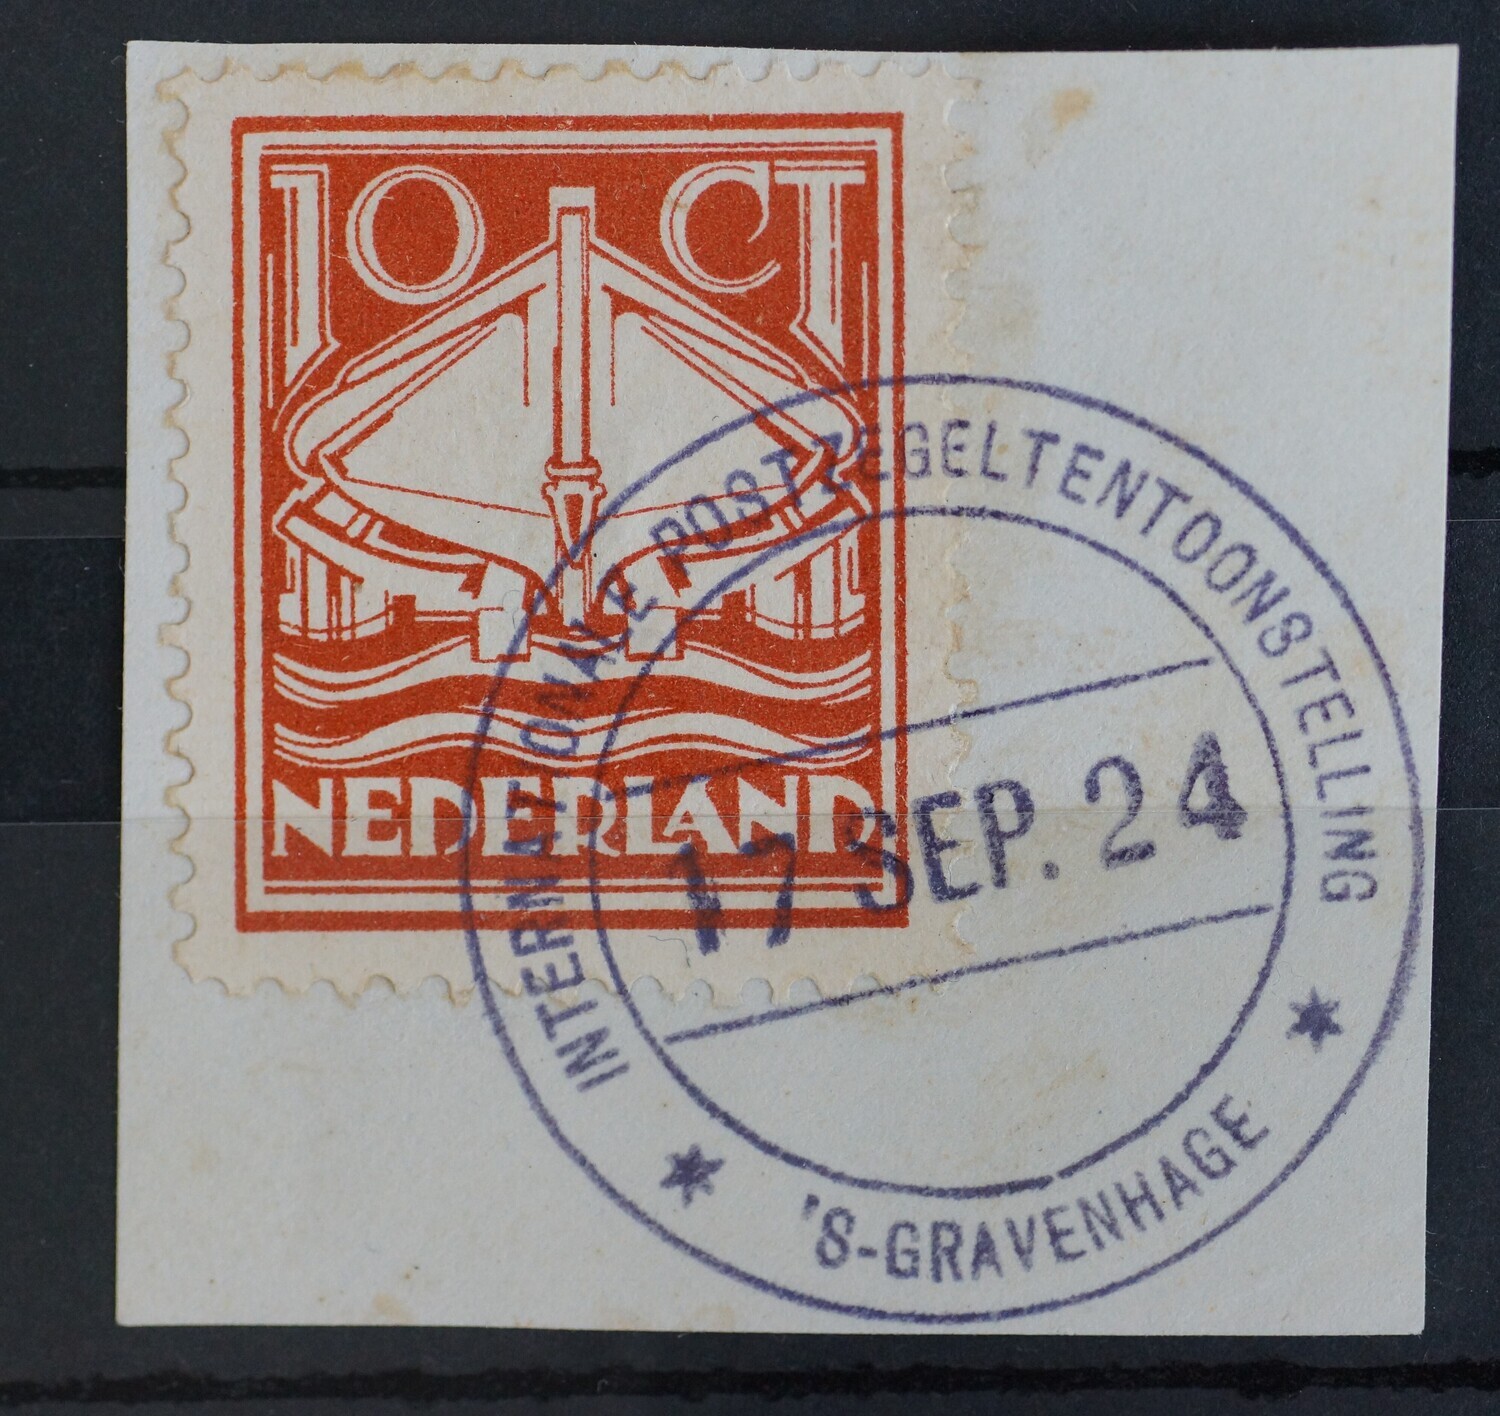 10 CT
NEDERLAND
INTERNATIONALE POSTZEGELTENTOONSTELLING
17 SEP. 24
'S-GRAVENHAGE